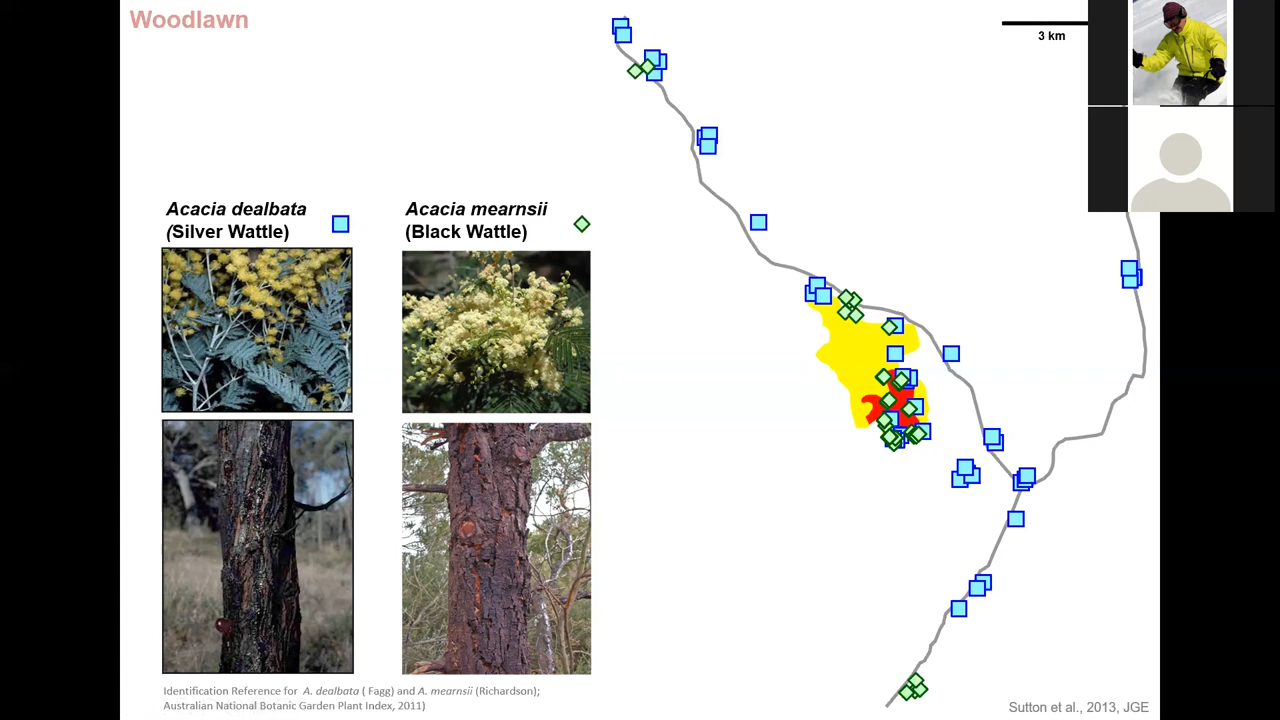 Woodlawn
3 km
Acacia dealbata
(Silver Wattle)
Acacia mearnsii
(Black Wattle)
Identification Reference for A. dealbata ( Fagg) and A. mearnsii (Richardson);
Australian National Botanic Garden Plant Index, 2011)
Sutton et al., 2013, JGE